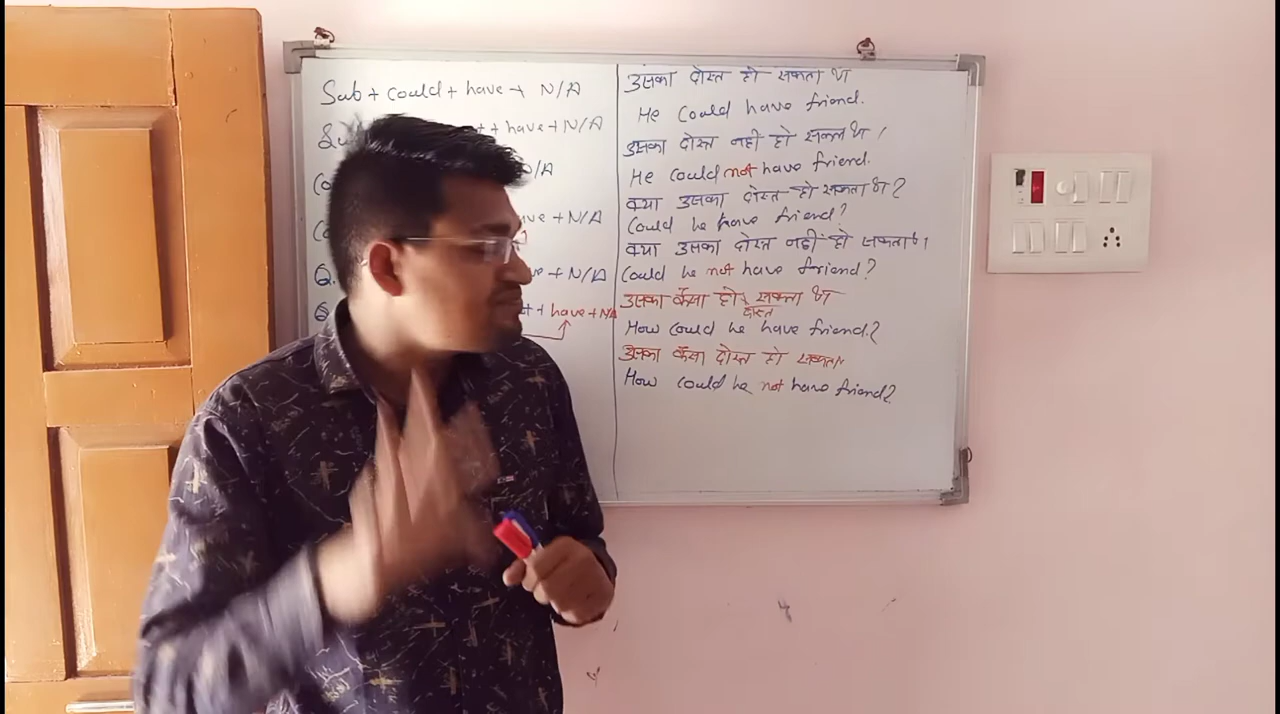 Sub + could + have + N/A
t + have + N/A
/A
ve + N/A
Q. ve + N/A
t + have + N/A
उसका दोस्त हो सकता था
He Could have friend.
उसका दोस्त नही हो सकता था।
He could not have friend.
क्या उसका दोस्त हो सकता था?
Could he have friend?
क्या उसका दोस्त नहीं हो सकता था।
Could he not have friend?
उसका कैसा हो सकता था
दोस्त
How could he have friend?
उसका कैसा दोस्त हो सकता
How could he not have friend?